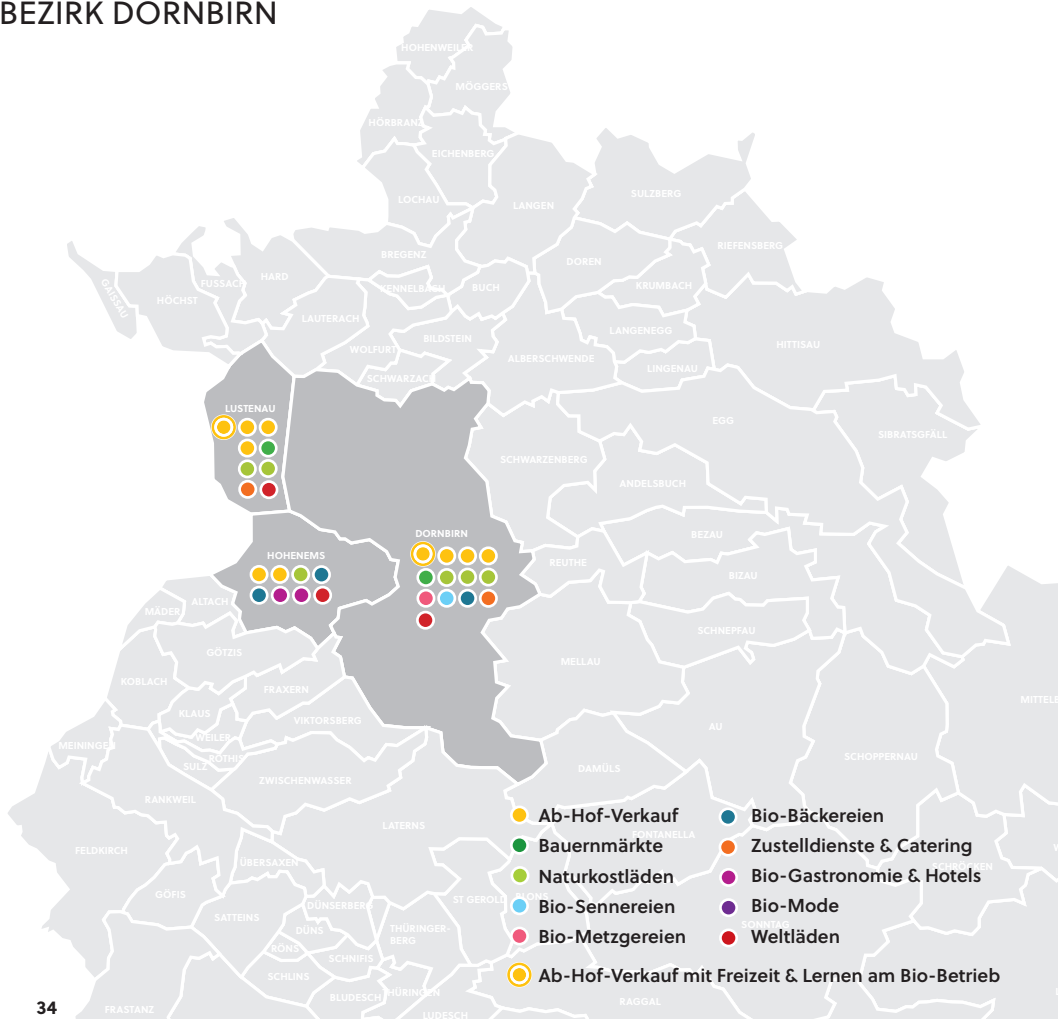 BEZIRK DORNBIRN
HOHENWEILER
MÖGGERS
HÖRBRANZ
EICHENBERG
LOCHAU
LANGEN
SULZBERG
BREGENZ
RIEFENSBERG
DOREN
HARD
FUSSACH
GAISSAU
HÖCHST
KENNELBACH
BUCH
KRUMBACH
LAUTERACH
LANGENEGG
BILDSTEIN
WOLFURT
HITTISAU
ALBERSCHWENDE
LINGENAU
SCHWARZACH
LUSTENAU
EGG
SIBRATSGFÄLL
SCHWARZENBERG
ANDELSBUCH
DORNBIRN
BEZAU
HOHENEMS
REUTHE
BIZAU
ALTACH
MÄDER
SCHNEPFAU
GÖTZIS
MELLAU
KOBLACH
FRAXERN
MITTELB
KLAUS
VIKTORSBERG
AU
WEILER
MEININGEN
RÖTHIS
SULZ
SCHOPPERNAU
DAMÜLS
ZWISCHENWASSER
RANKWEIL
LATERNS
FONTANELLA
FELDKIRCH
ÜBERSAXEN
SCHRÖCKEN
GÖFIS
ST GEROLD
BLONS
DÜNSERBERG
SATTEINS
SONNTAG
DÜNS
THÜRINGER-
BERG
RÖNS
SCHNIFIS
SCHLINS
THÜRINGEN
BLUDESCH
RAGGAL
FRASTANZ
LUDESCH
Ab-Hof-Verkauf
Bauernmärkte
Naturkostläden
Bio-Sennereien
Bio-Metzgereien
Bio-Bäckereien
Zustelldienste & Catering
Bio-Gastronomie & Hotels
Bio-Mode
Weltläden
Ab-Hof-Verkauf mit Freizeit & Lernen am Bio-Betrieb
34